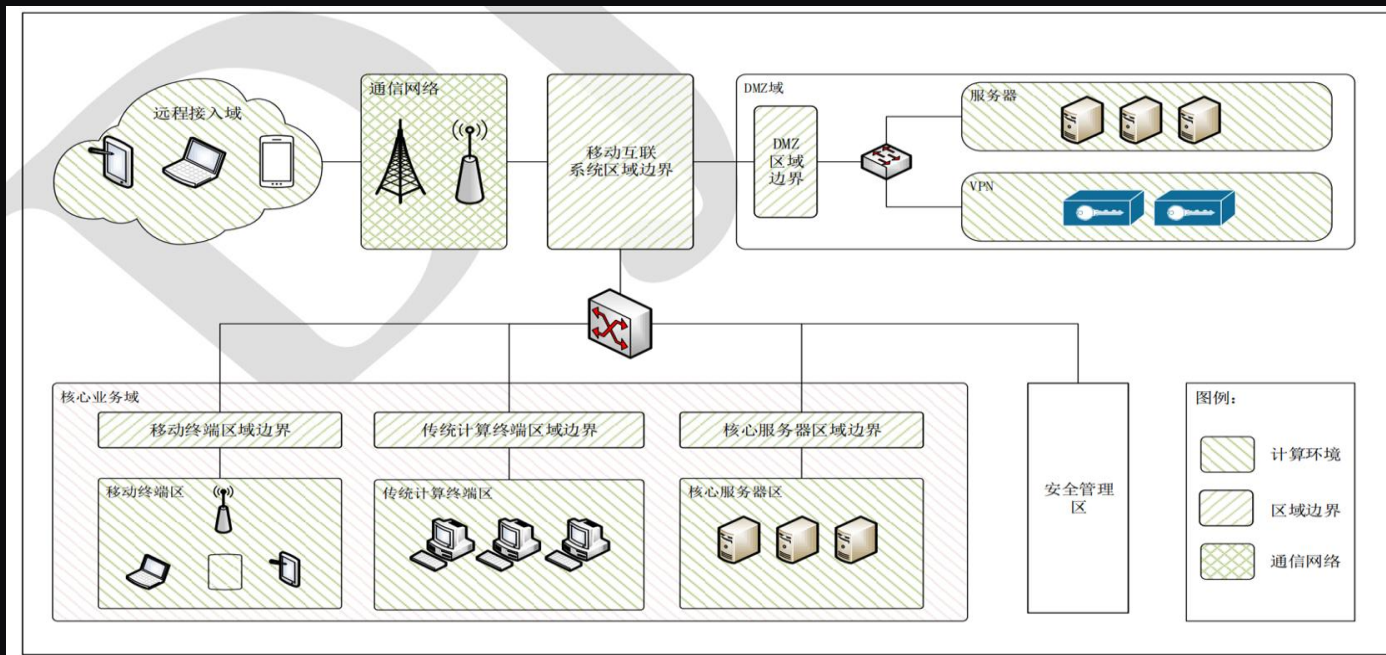 远程接入域
通信网络
移动互联
系统区域边界
DMZ域
DMZ
区域
边界
服务器
VPN
核心业务域
移动终端区域边界
传统计算终端区域边界
核心服务器区域边界
移动终端区
传统计算终端区
核心服务器区
安全管理
区
图例：
计算环境
区域边界
通信网络